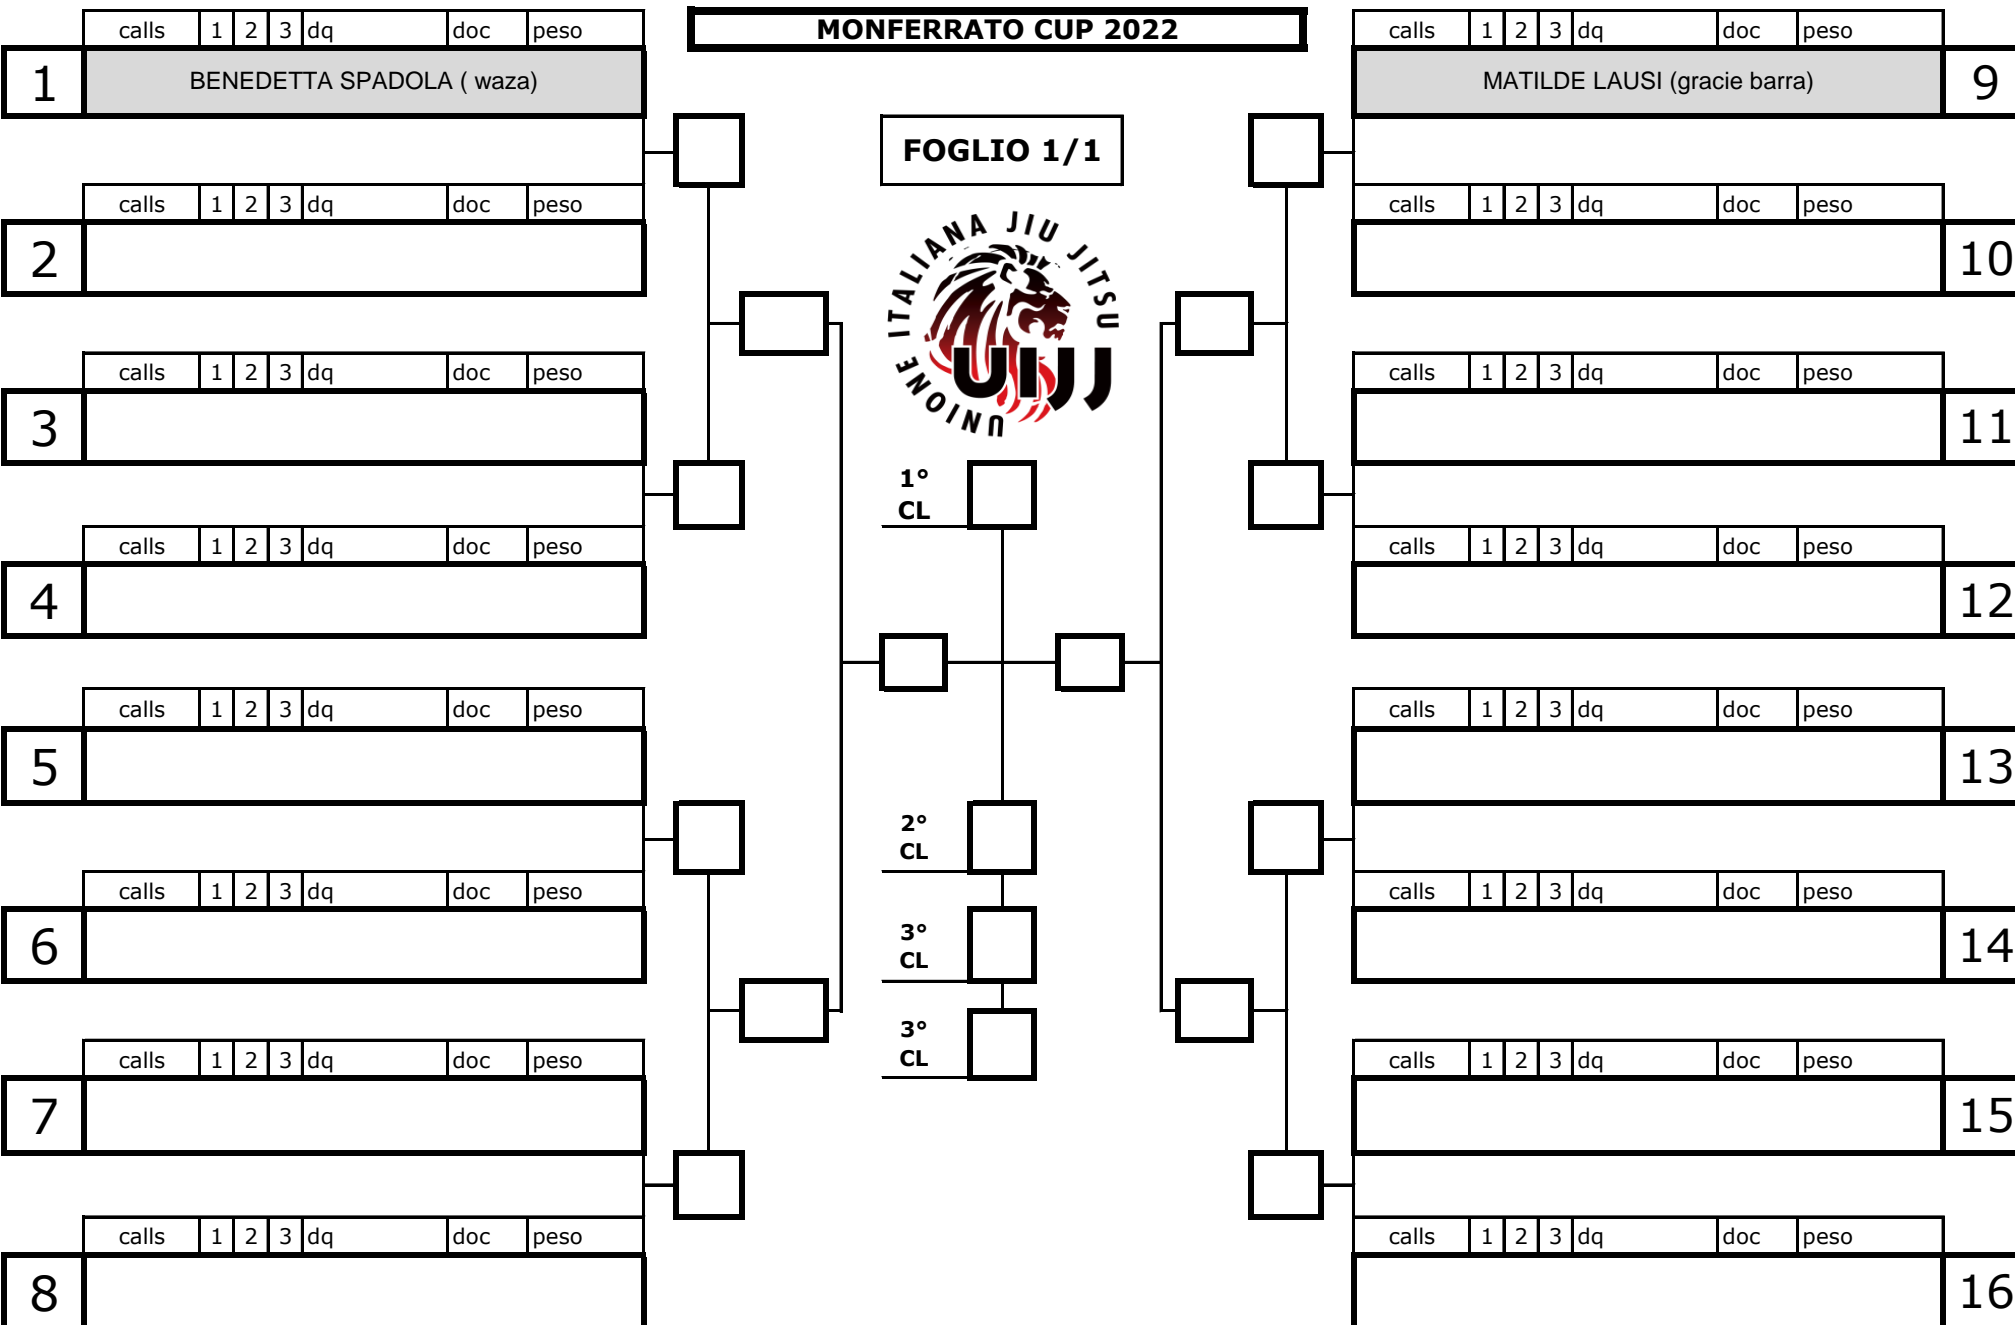 MONFERRATO CUP 2022
FOGLIO 1/1
UNIONE ITALIANA JIU JITSU
UIJJ
calls 1 2 3 dq doc peso
1 BENEDETTA SPADOLA ( waza)
calls 1 2 3 dq doc peso
2
calls 1 2 3 dq doc peso
3
calls 1 2 3 dq doc peso
4
calls 1 2 3 dq doc peso
5
calls 1 2 3 dq doc peso
6
calls 1 2 3 dq doc peso
7
calls 1 2 3 dq doc peso
8
1°
CL
2°
CL
3°
CL
3°
CL
calls 1 2 3 dq doc peso
MATILDE LAUSI (gracie barra) 9
calls 1 2 3 dq doc peso
10
calls 1 2 3 dq doc peso
11
calls 1 2 3 dq doc peso
12
calls 1 2 3 dq doc peso
13
calls 1 2 3 dq doc peso
14
calls 1 2 3 dq doc peso
15
calls 1 2 3 dq doc peso
16